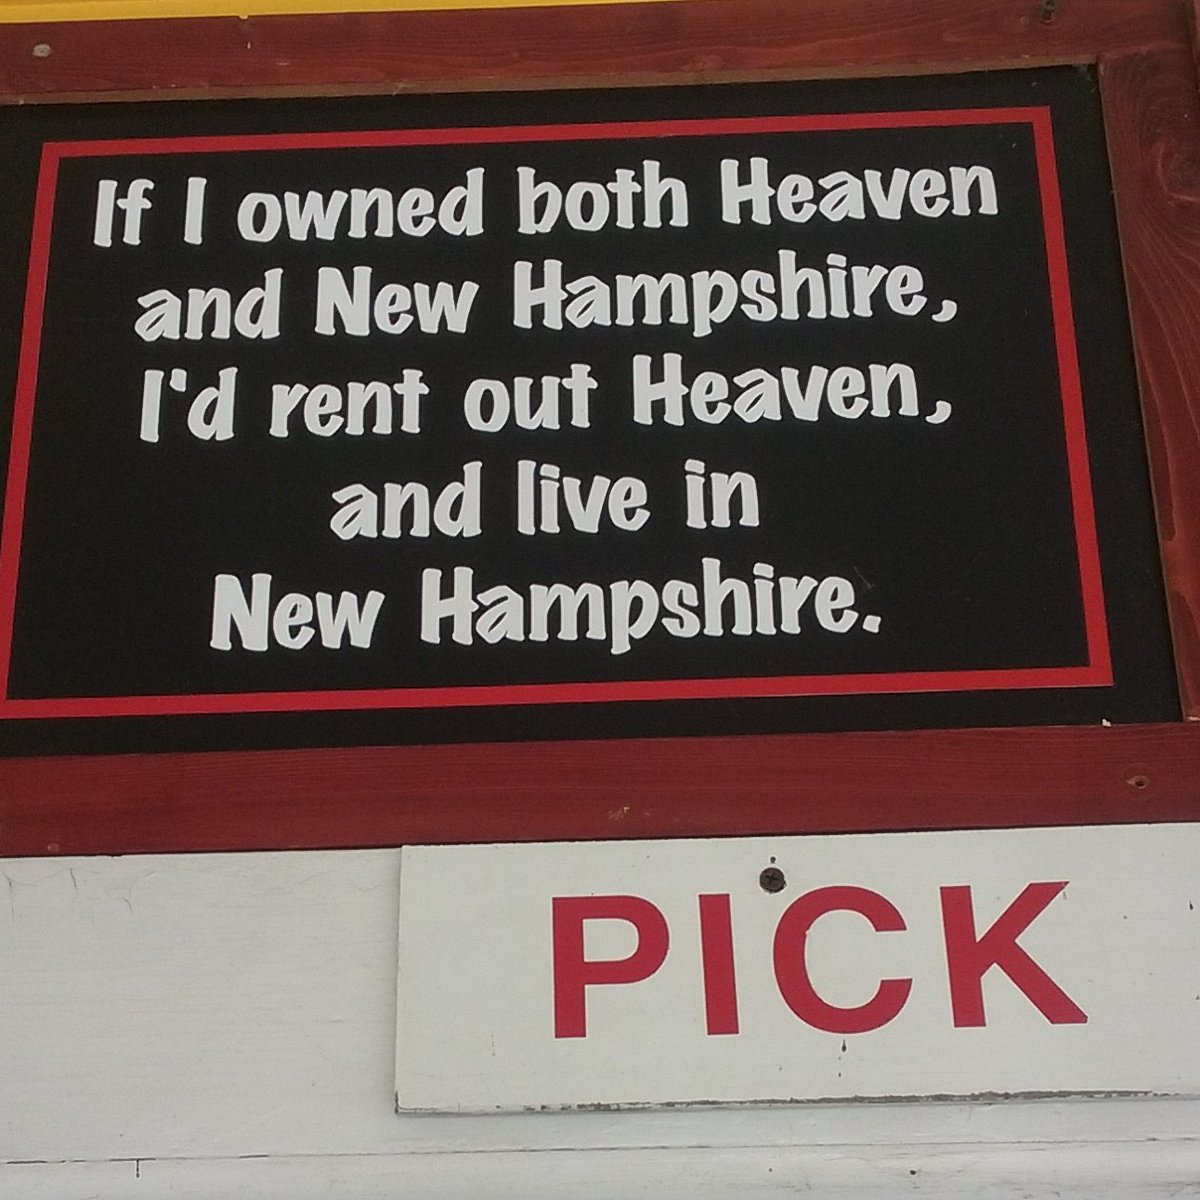 If I owned both Heaven
and New Hampshire,
I'd rent out Heaven,
and live in
New Hampshire.
PICK